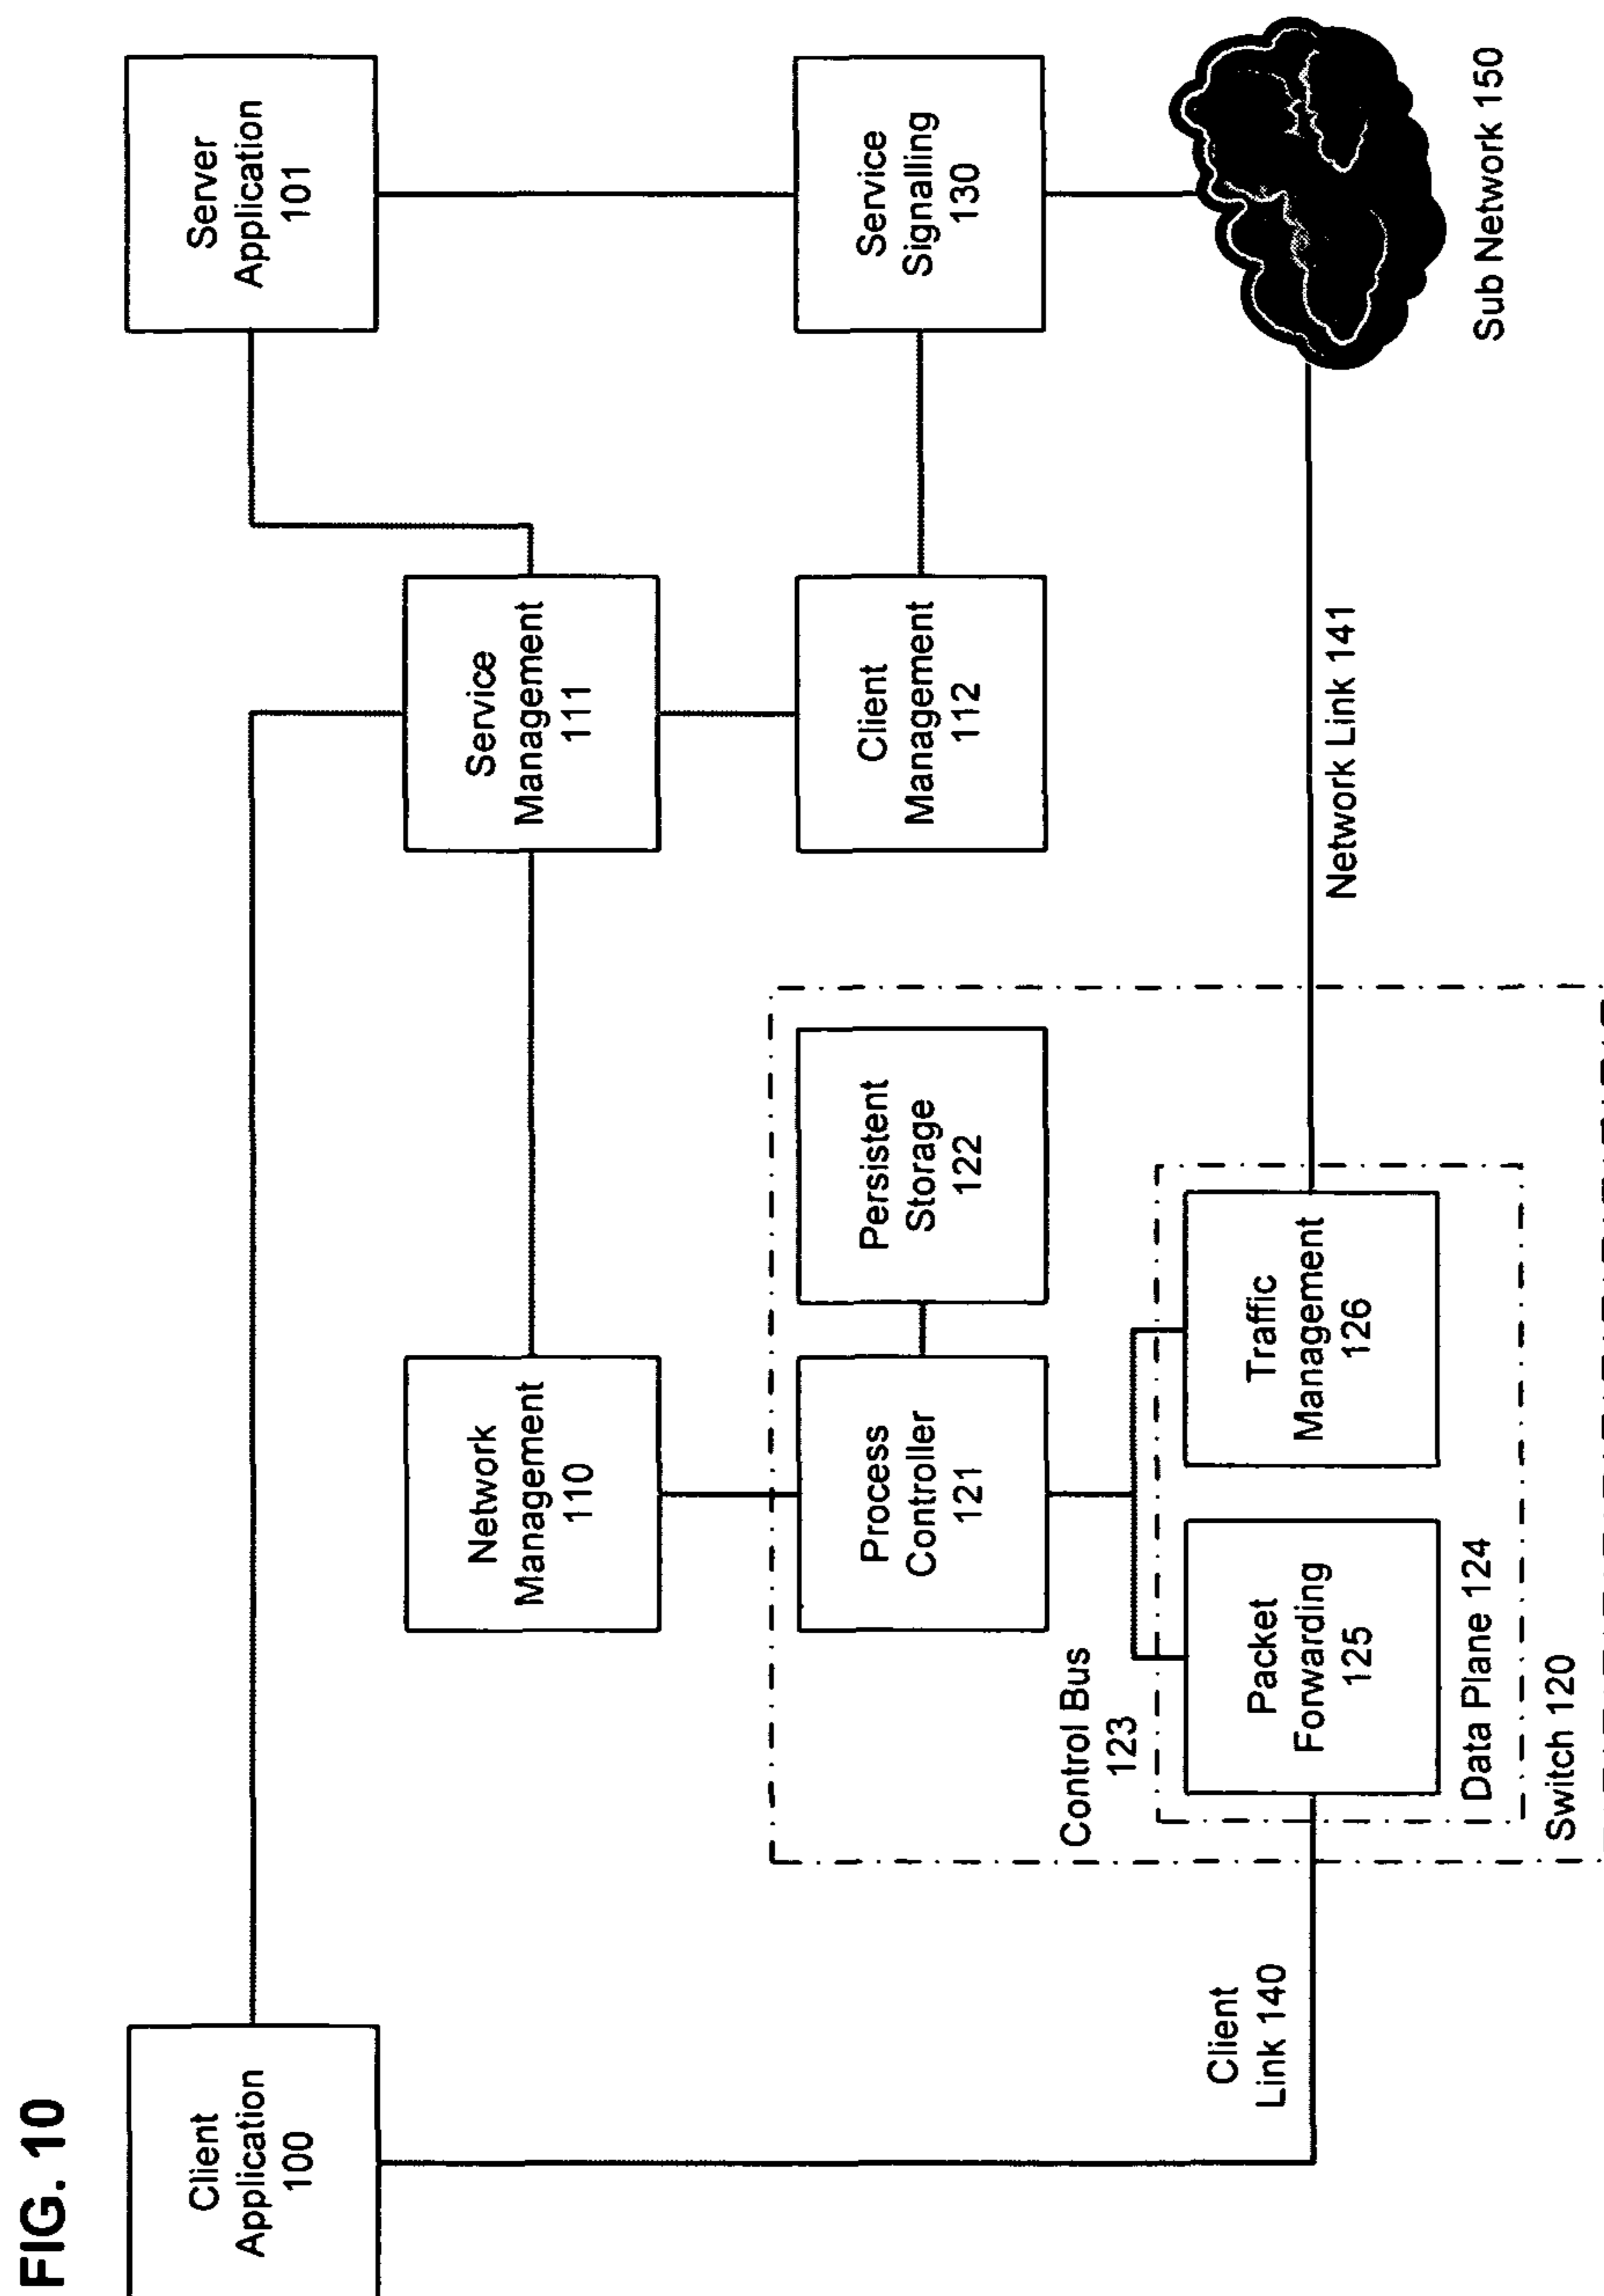 FIG. 10
Client
Application
100
Server
Application
101
Network
Management
110
Service
Management
111
Process
Controller
121
Persistent
Storage
122
Client
Management
112
Service
Signalling
130
Control Bus
123
Client
Link 140
Packet
Forwarding
125
Traffic
Management
126
Network Link 141
Data Plane 124
Sub Network 150
Switch 120